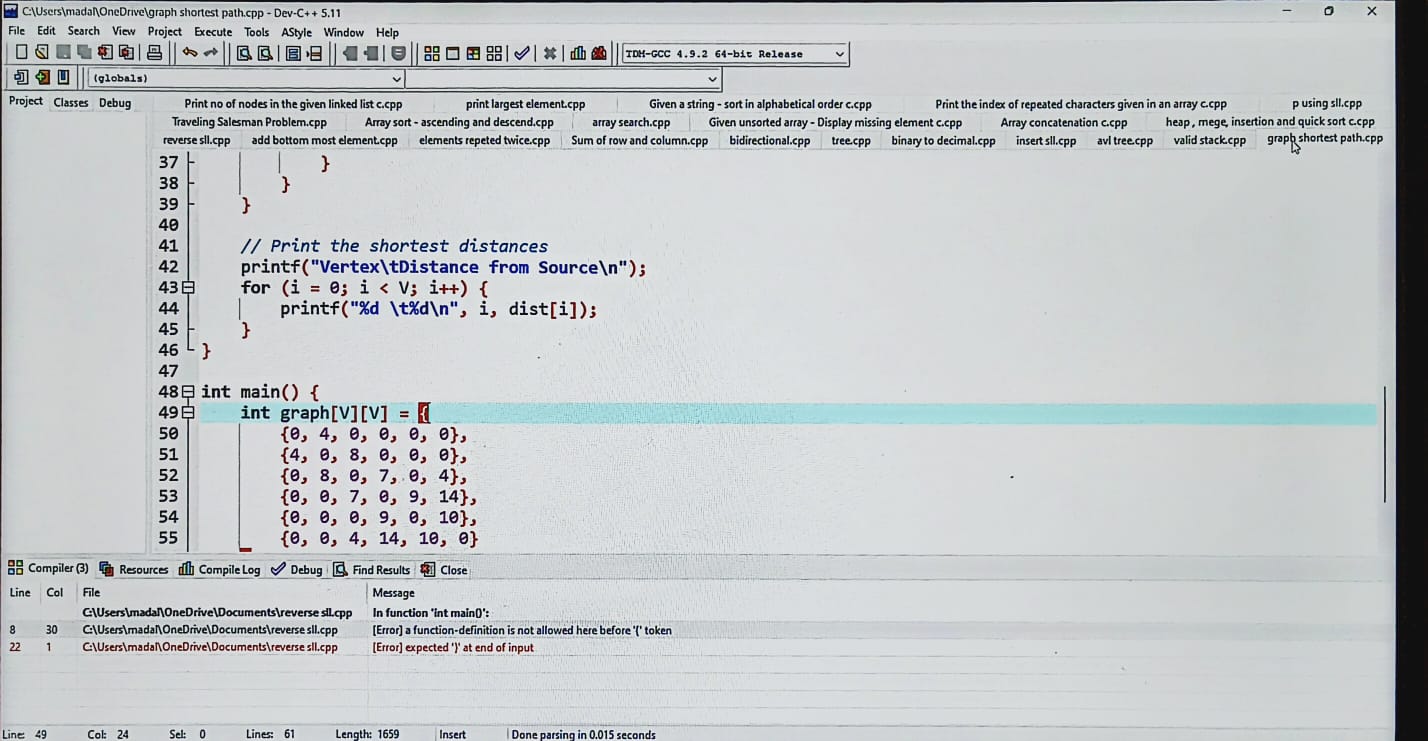 C:\Users\madal\OneDrive\graph shortest path.cpp - Dev-C++ 5.11
File Edit Search View Project Execute Tools AStyle Window Help
TDM-GCC 4.9.2 64-bit Release
(globals)
Project Classes Debug
Print no of nodes in the given linked list c.cpp print largest element.cpp Given a string - sort in alphabetical order c.cpp Print the index of repeated characters given in an array c.cpp p using sll.cpp
Traveling Salesman Problem.cpp Array sort - ascending and descend.cpp array search.cpp Given unsorted array - Display missing element c.cpp Array concatenation c.cpp heap , mege, insertion and quick sort c.cpp
reverse sll.cpp add bottom most element.cpp elements repeted twice.cpp Sum of row and column.cpp bidirectional.cpp tree.cpp binary to decimal.cpp insert sll.cpp avl tree.cpp valid stack.cpp graph shortest path.cpp
37 }
38 }
39 }
40
41 // Print the shortest distances
42 printf("Vertex\tDistance from Source\n");
43 for (i = 0; i < V; i++) {
44 printf("%d \t%d\n", i, dist[i]);
45 }
46 }
47
48 int main() {
49 int graph[V][V] = {
50 {0, 4, 0, 0, 0, 0},
51 {4, 0, 8, 0, 0, 0},
52 {0, 8, 0, 7, 0, 4},
53 {0, 0, 7, 0, 9, 14},
54 {0, 0, 0, 9, 0, 10},
55 {0, 0, 4, 14, 10, 0}
Compiler (3) Resources Compile Log Debug Find Results Close
Line Col File Message
C:\Users\madal\OneDrive\Documents\reverse sll.cpp In function 'int main()':
8 30 C:\Users\madal\OneDrive\Documents\reverse sll.cpp [Error] a function-definition is not allowed here before '{' token
22 1 C:\Users\madal\OneDrive\Documents\reverse sll.cpp [Error] expected '}' at end of input
Line: 49 Col: 24 Sel: 0 Lines: 61 Length: 1659 Insert Done parsing in 0.015 seconds